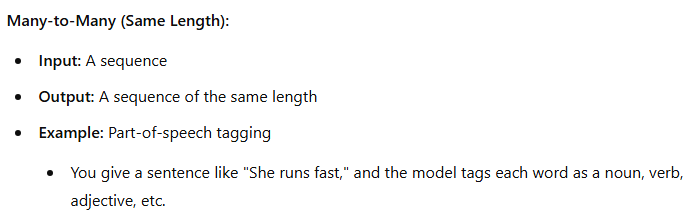 Many-to-Many (Same Length):
• Input: A sequence
• Output: A sequence of the same length
• Example: Part-of-speech tagging
• You give a sentence like "She runs fast," and the model tags each word as a noun, verb,
adjective, etc.